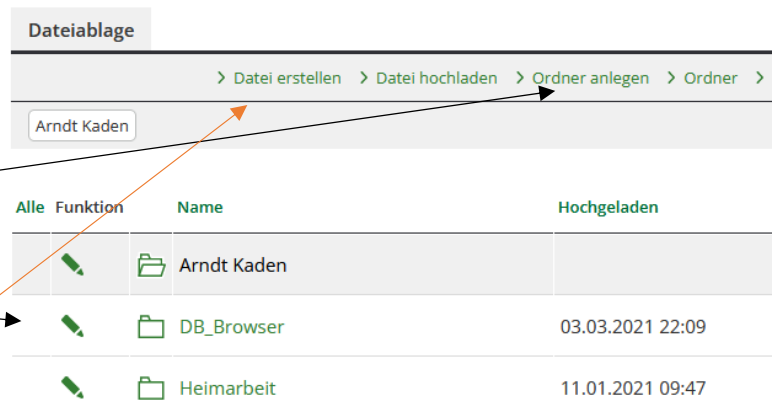 Dateiablage
> Datei erstellen > Datei hochladen > Ordner anlegen > Ordner >
Arndt Kaden
Alle Funktion Name Hochgeladen
Arndt Kaden
DB_Browser 03.03.2021 22:09
Heimarbeit 11.01.2021 09:47